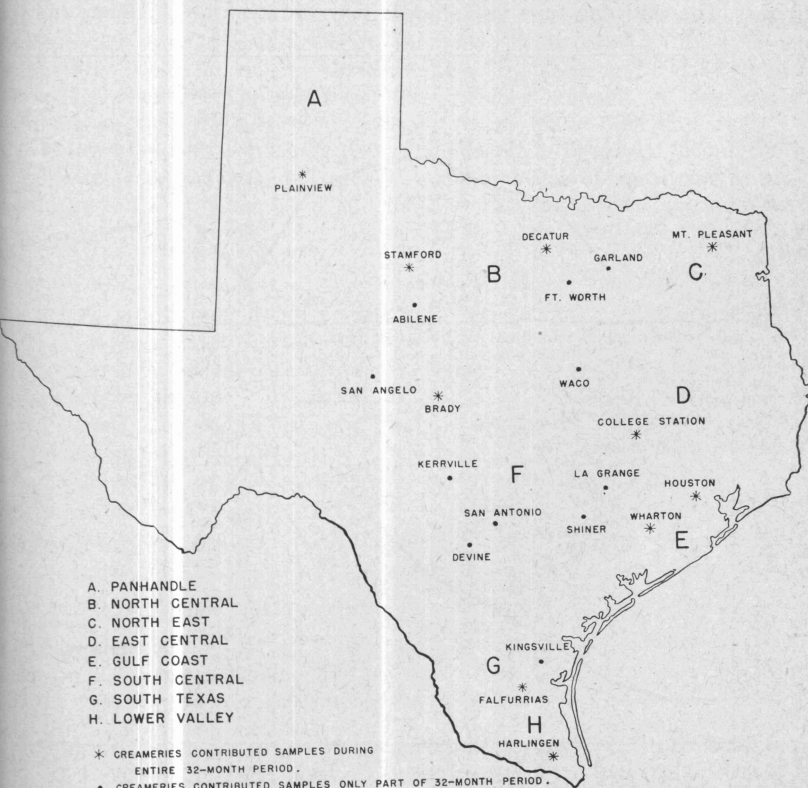 A
PLAINVIEW
DECATUR
MT. PLEASANT
STAMFORD
GARLAND
B
C
FT. WORTH
ABILENE
SAN ANGELO
WACO
BRADY
D
COLLEGE STATION
KERRVILLE
F
LA GRANGE
HOUSTON
SAN ANTONIO
SHINER
WHARTON
E
DEVINE
A. PANHANDLE
B. NORTH CENTRAL
C. NORTH EAST
D. EAST CENTRAL
E. GULF COAST
F. SOUTH CENTRAL
G. SOUTH TEXAS
H. LOWER VALLEY
KINGSVILLE
G
FALFURRIAS
H
HARLINGEN
* CREAMERIES CONTRIBUTED SAMPLES DURING
ENTIRE 32-MONTH PERIOD.
• CREAMERIES CONTRIBUTED SAMPLES ONLY PART OF 32-MONTH PERIOD.